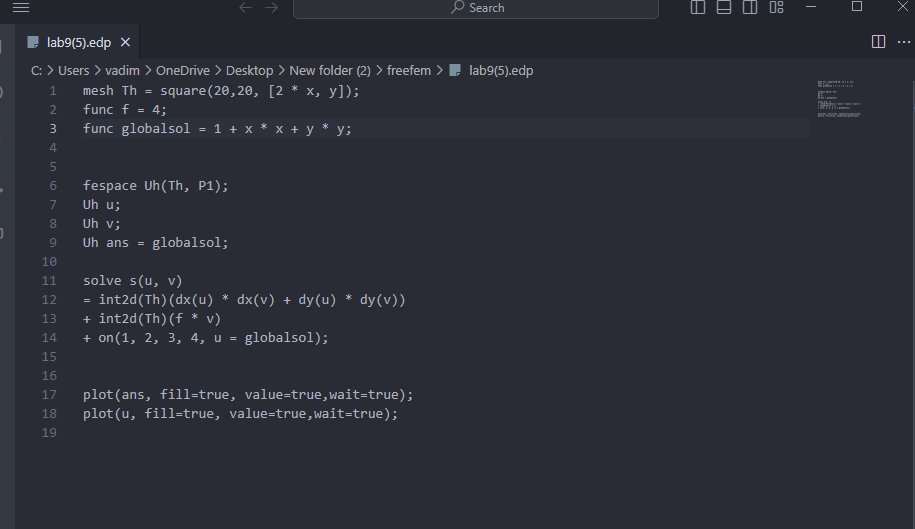 Search
lab9(5).edp
C: > Users > vadim > OneDrive > Desktop > New folder (2) > freefem > lab9(5).edp
1 mesh Th = square(20,20, [2 * x, y]);
2 func f = 4;
3 func globalsol = 1 + x * x + y * y;
4
5
6 fespace Uh(Th, P1);
7 Uh u;
8 Uh v;
9 Uh ans = globalsol;
10
11 solve s(u, v)
12 = int2d(Th)(dx(u) * dx(v) + dy(u) * dy(v))
13 + int2d(Th)(f * v)
14 + on(1, 2, 3, 4, u = globalsol);
15
16
17 plot(ans, fill=true, value=true,wait=true);
18 plot(u, fill=true, value=true,wait=true);
19